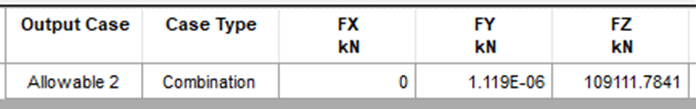 Output Case Case Type FX FY FZ
kN kN kN
Allowable 2 Combination 0 1.119E-06 109111.7841